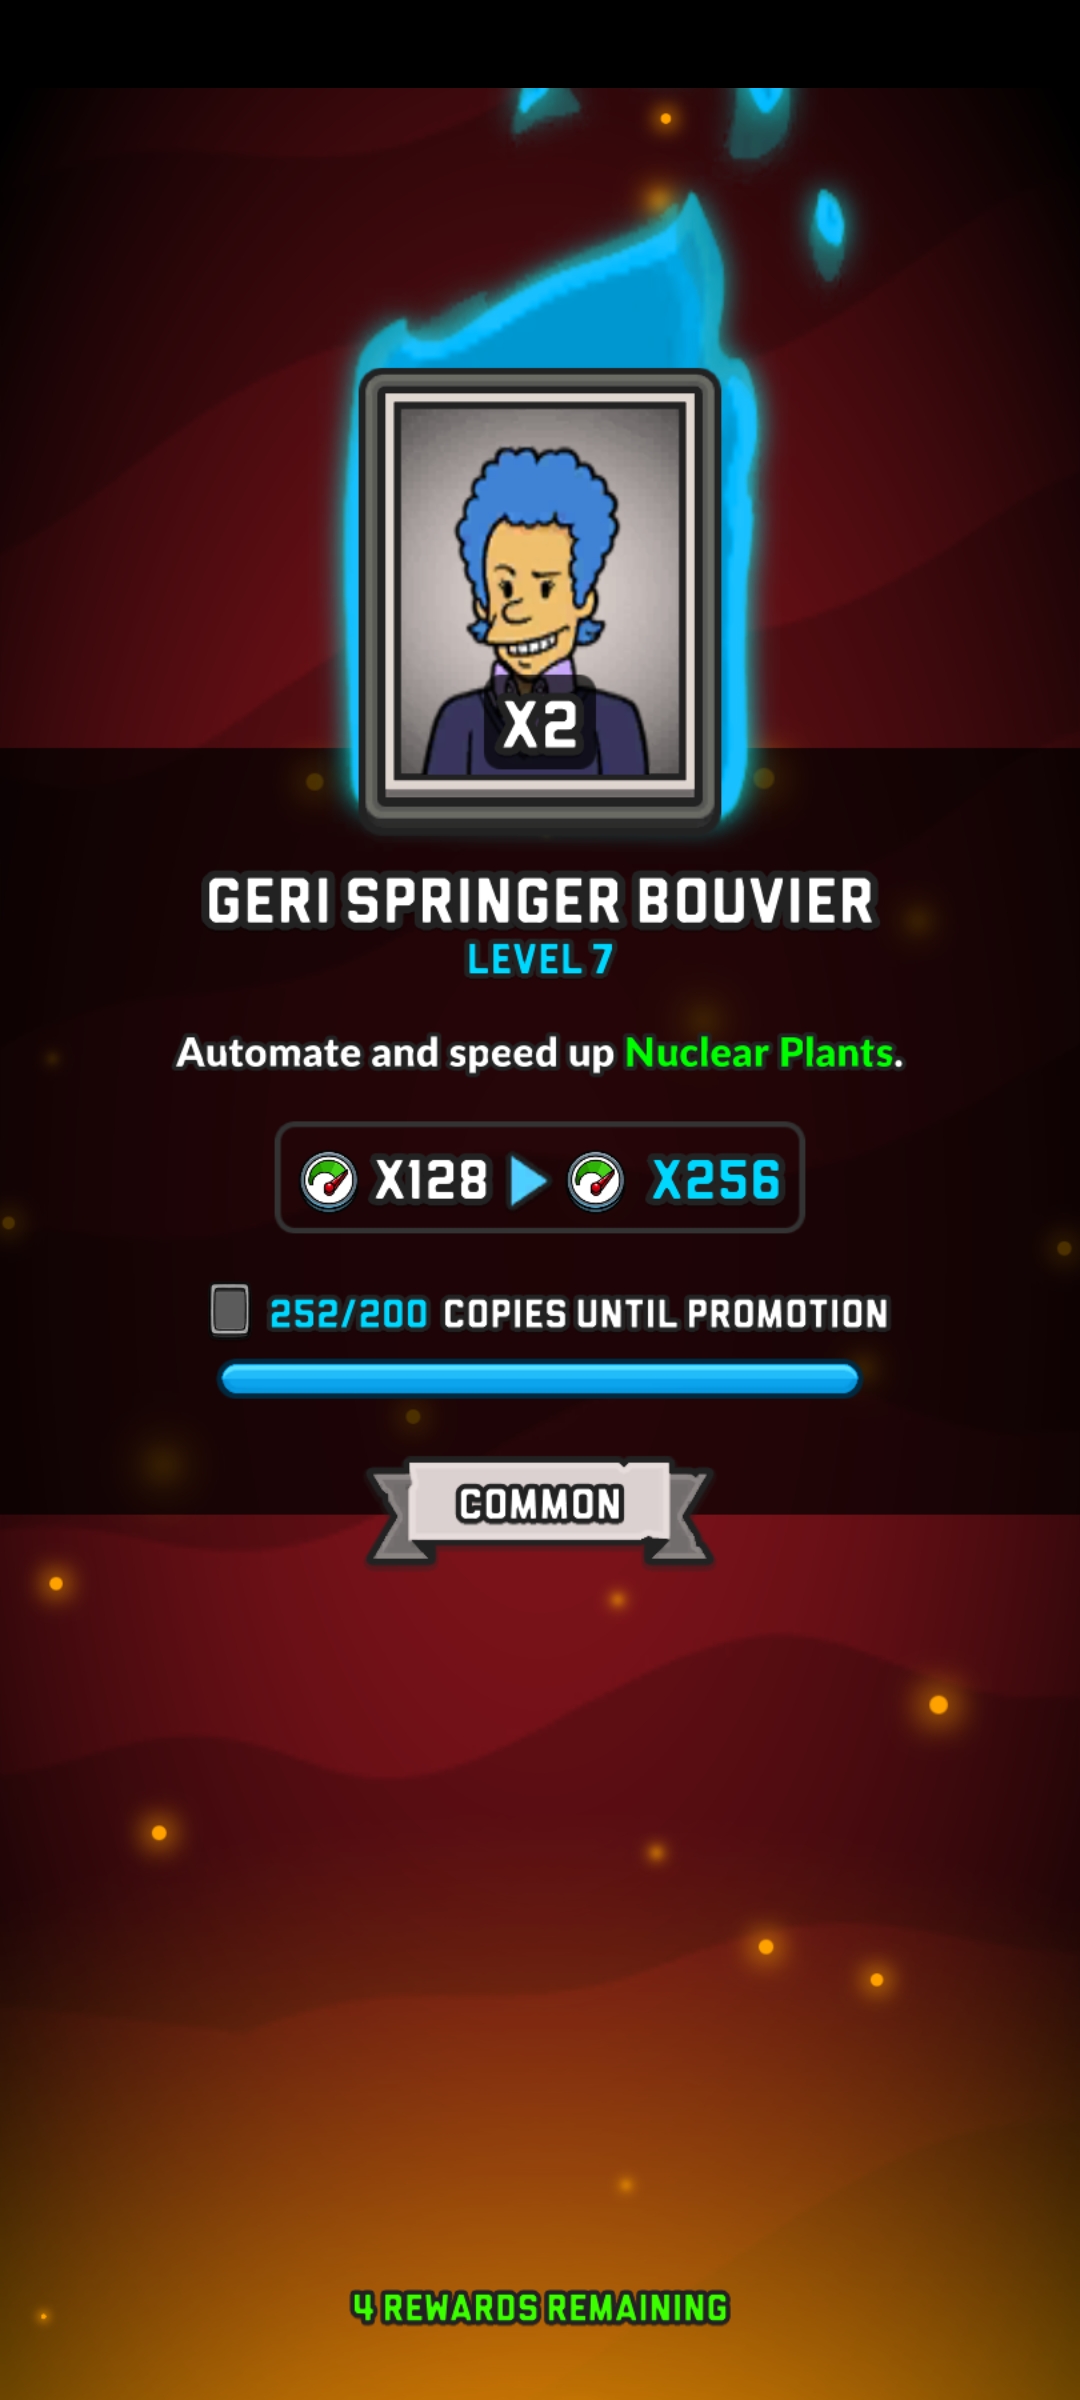 X2
GERI SPRINGER BOUVIER
LEVEL 7
Automate and speed up Nuclear Plants.
X128 X256
252/200 COPIES UNTIL PROMOTION
COMMON
4 REWARDS REMAINING